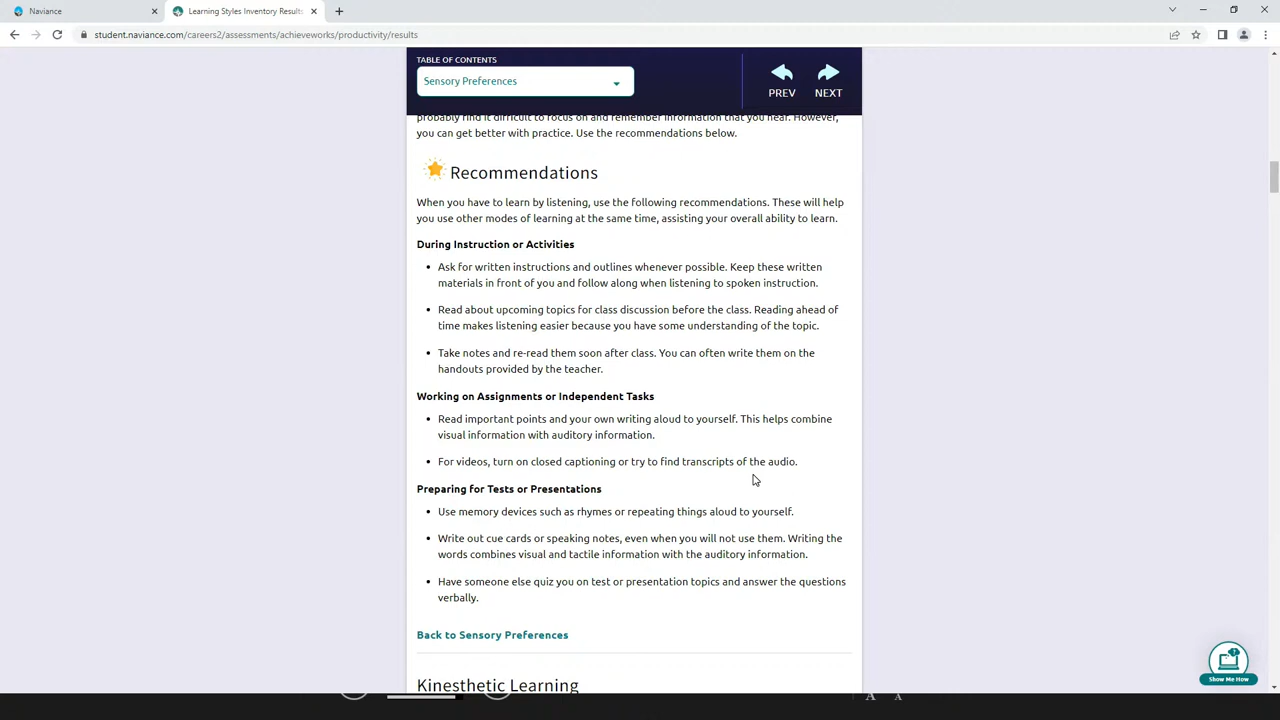 Naviance
Learning Styles Inventory Results
student.naviance.com/careers2/assessments/achieveworks/productivity/results
TABLE OF CONTENTS
Sensory Preferences
PREV
NEXT
probably find it difficult to focus on and remember information that you hear. However,
you can get better with practice. Use the recommendations below.
Recommendations
When you have to learn by listening, use the following recommendations. These will help
you use other modes of learning at the same time, assisting your overall ability to learn.
During Instruction or Activities
• Ask for written instructions and outlines whenever possible. Keep these written
materials in front of you and follow along when listening to spoken instruction.
• Read about upcoming topics for class discussion before the class. Reading ahead of
time makes listening easier because you have some understanding of the topic.
• Take notes and re-read them soon after class. You can often write them on the
handouts provided by the teacher.
Working on Assignments or Independent Tasks
• Read important points and your own writing aloud to yourself. This helps combine
visual information with auditory information.
• For videos, turn on closed captioning or try to find transcripts of the audio.
Preparing for Tests or Presentations
• Use memory devices such as rhymes or repeating things aloud to yourself.
• Write out cue cards or speaking notes, even when you will not use them. Writing the
words combines visual and tactile information with the auditory information.
• Have someone else quiz you on test or presentation topics and answer the questions
verbally.
Back to Sensory Preferences
Kinesthetic Learning
Show Me How
A A